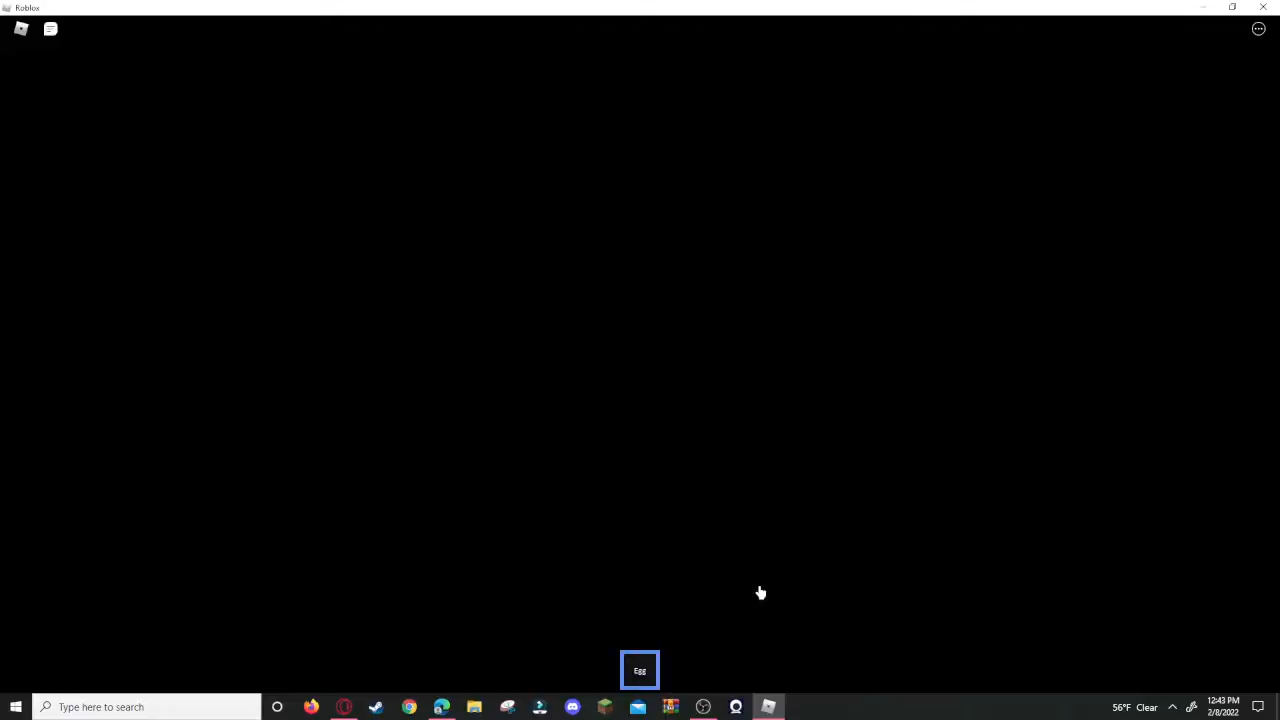 Roblox
Egg
Type here to search
56°F Clear
12:43 PM
2/8/2022